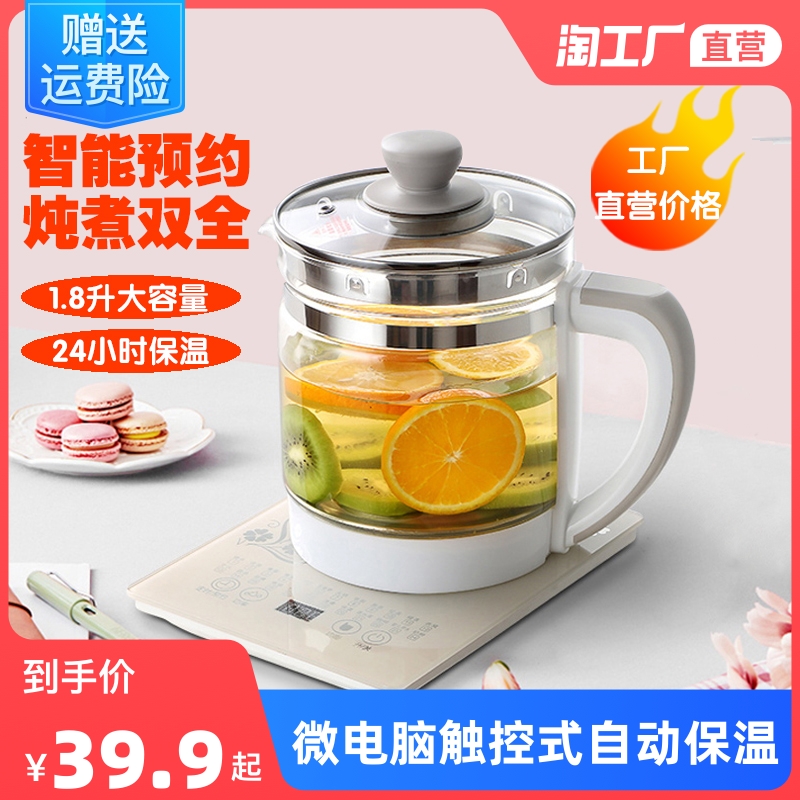 赠送
运费险
淘工厂 直营
智能预约
炖煮双全
1.8升大容量
24小时保温
工厂
直营价格
到手价
¥39.9起
微电脑触控式自动保温